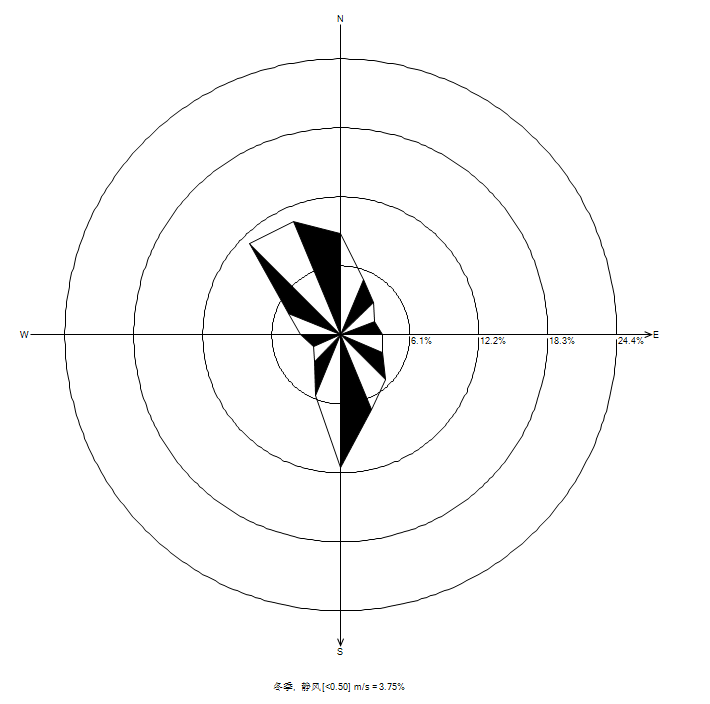 N
W
E
6.1%
12.2%
18.3%
24.4%
S
冬季, 静风[<0.50] m/s = 3.75%